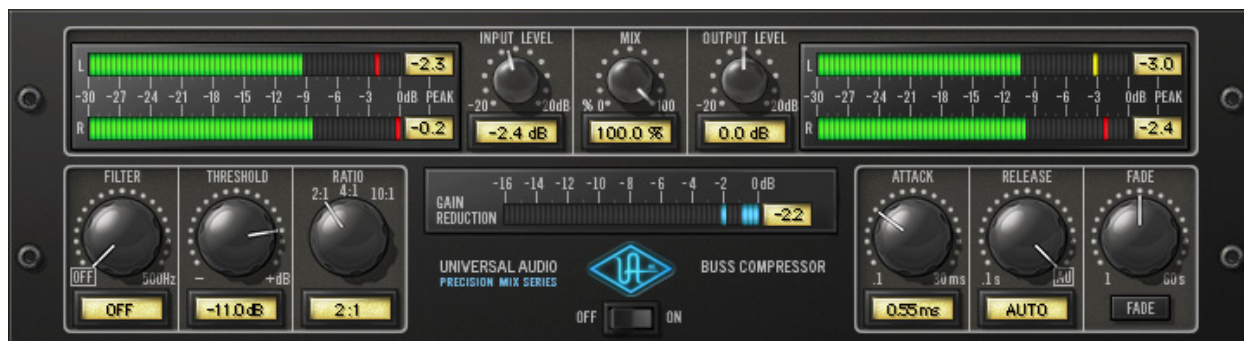 INPUT LEVEL MIX OUTPUT LEVEL
L -2.3
-30 -27 -24 -21 -18 -15 -12 -9 -6 -3 0dB PEAK
R -0.2
-20 20dB
-2.4 dB
% 0 100
100.0 %
-20 20dB
0.0 dB
L -3.0
-30 -27 -24 -21 -18 -15 -12 -9 -6 -3 0dB PEAK
R -2.4
FILTER
OFF 500Hz
OFF
THRESHOLD
- +dB
-11.0dB
RATIO
2:1 4:1 10:1
2:1
-16 -14 -12 -10 -8 -6 -4 -2 0dB
GAIN
REDUCTION
-2.2
UNIVERSAL AUDIO
PRECISION MIX SERIES
UA
BUSS COMPRESSOR
OFF ON
ATTACK
.1 30ms
0.55ms
RELEASE
.1s AU
AUTO
FADE
1 60s
FADE